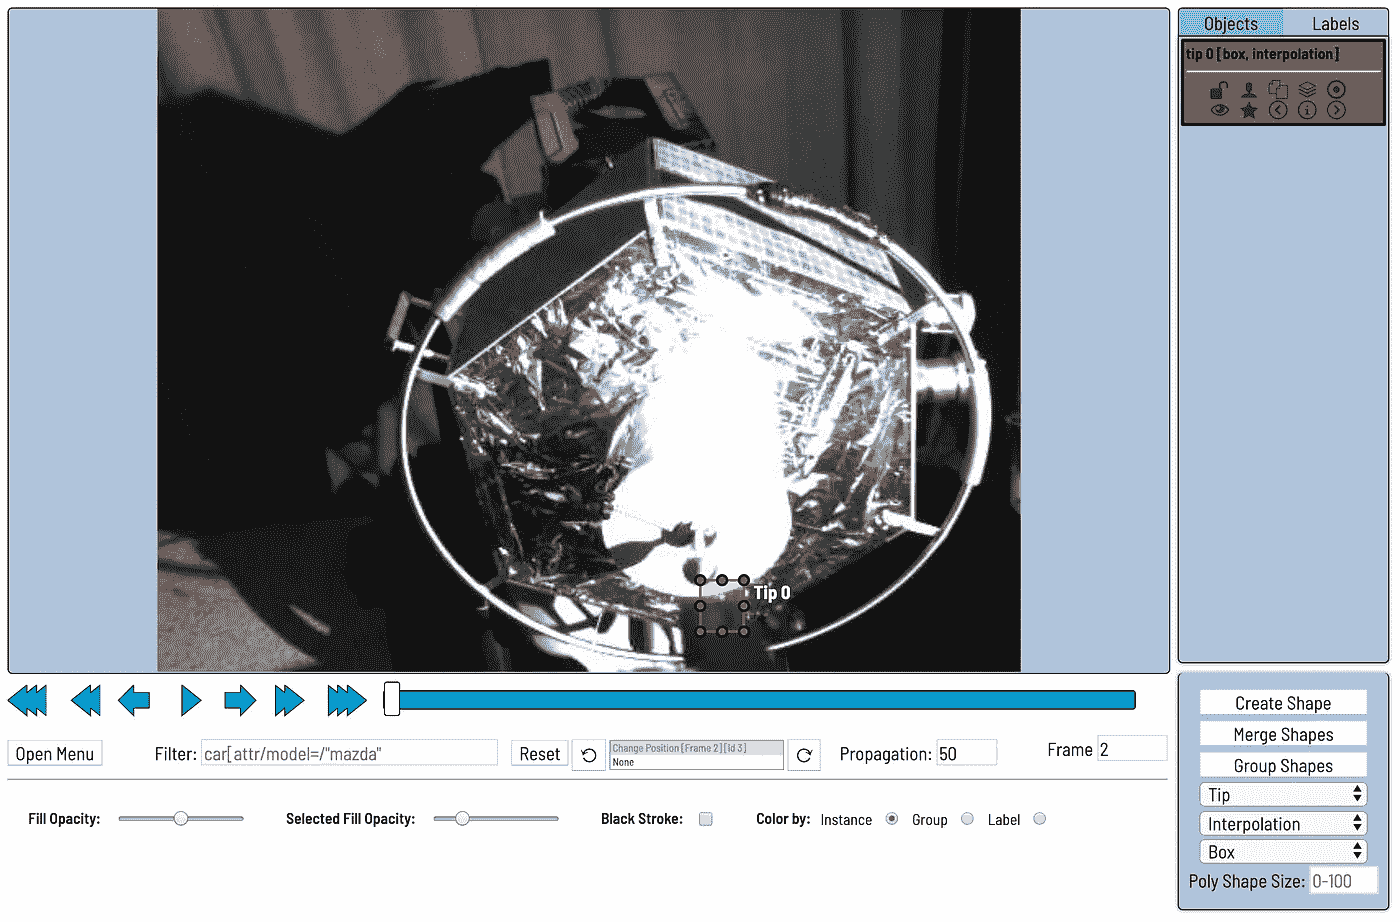 Objects Labels
tip 0 [box, interpolation]
Tip 0
Open Menu Filter: car[attr/model=/"mazda" Reset Change Position [Frame 2] [id 3] Propagation: 50 Frame 2
None
Fill Opacity: Selected Fill Opacity: Black Stroke: Color by: Instance Group Label
Create Shape
Merge Shapes
Group Shapes
Tip
Interpolation
Box
Poly Shape Size: 0-100